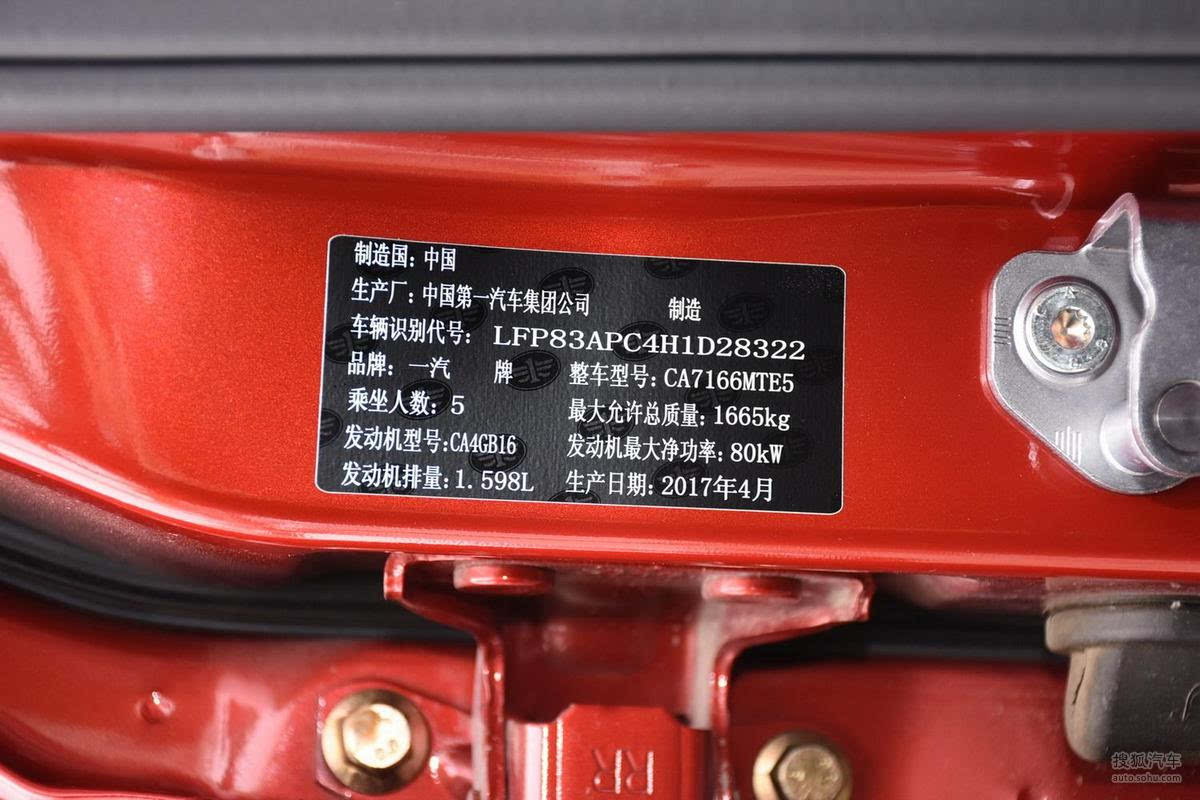 制造国：中国
生产厂：中国第一汽车集团公司 制造
车辆识别代号：LFP83APC4H1D28322
品牌：一汽 牌 整车型号：CA7166MTE5
乘坐人数：5 最大允许总质量：1665kg
发动机型号:CA4GB16 发动机最大净功率：80kW
发动机排量：1.598L 生产日期：2017年4月
RR
搜狐汽车
auto.sohu.com